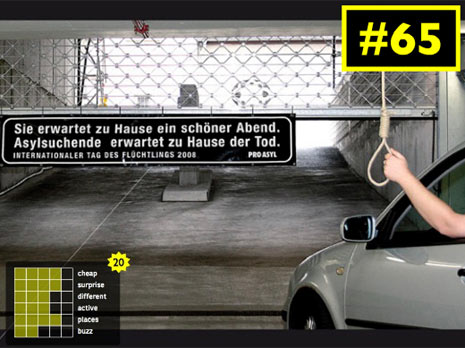 #65
Sie erwartet zu Hause ein schöner Abend.
Asylsuchende erwartet zu Hause der Tod.
INTERNATIONALER TAG DES FLÜCHTLINGS 2008 PRO ASYL
20
cheap
surprise
different
active
places
buzz